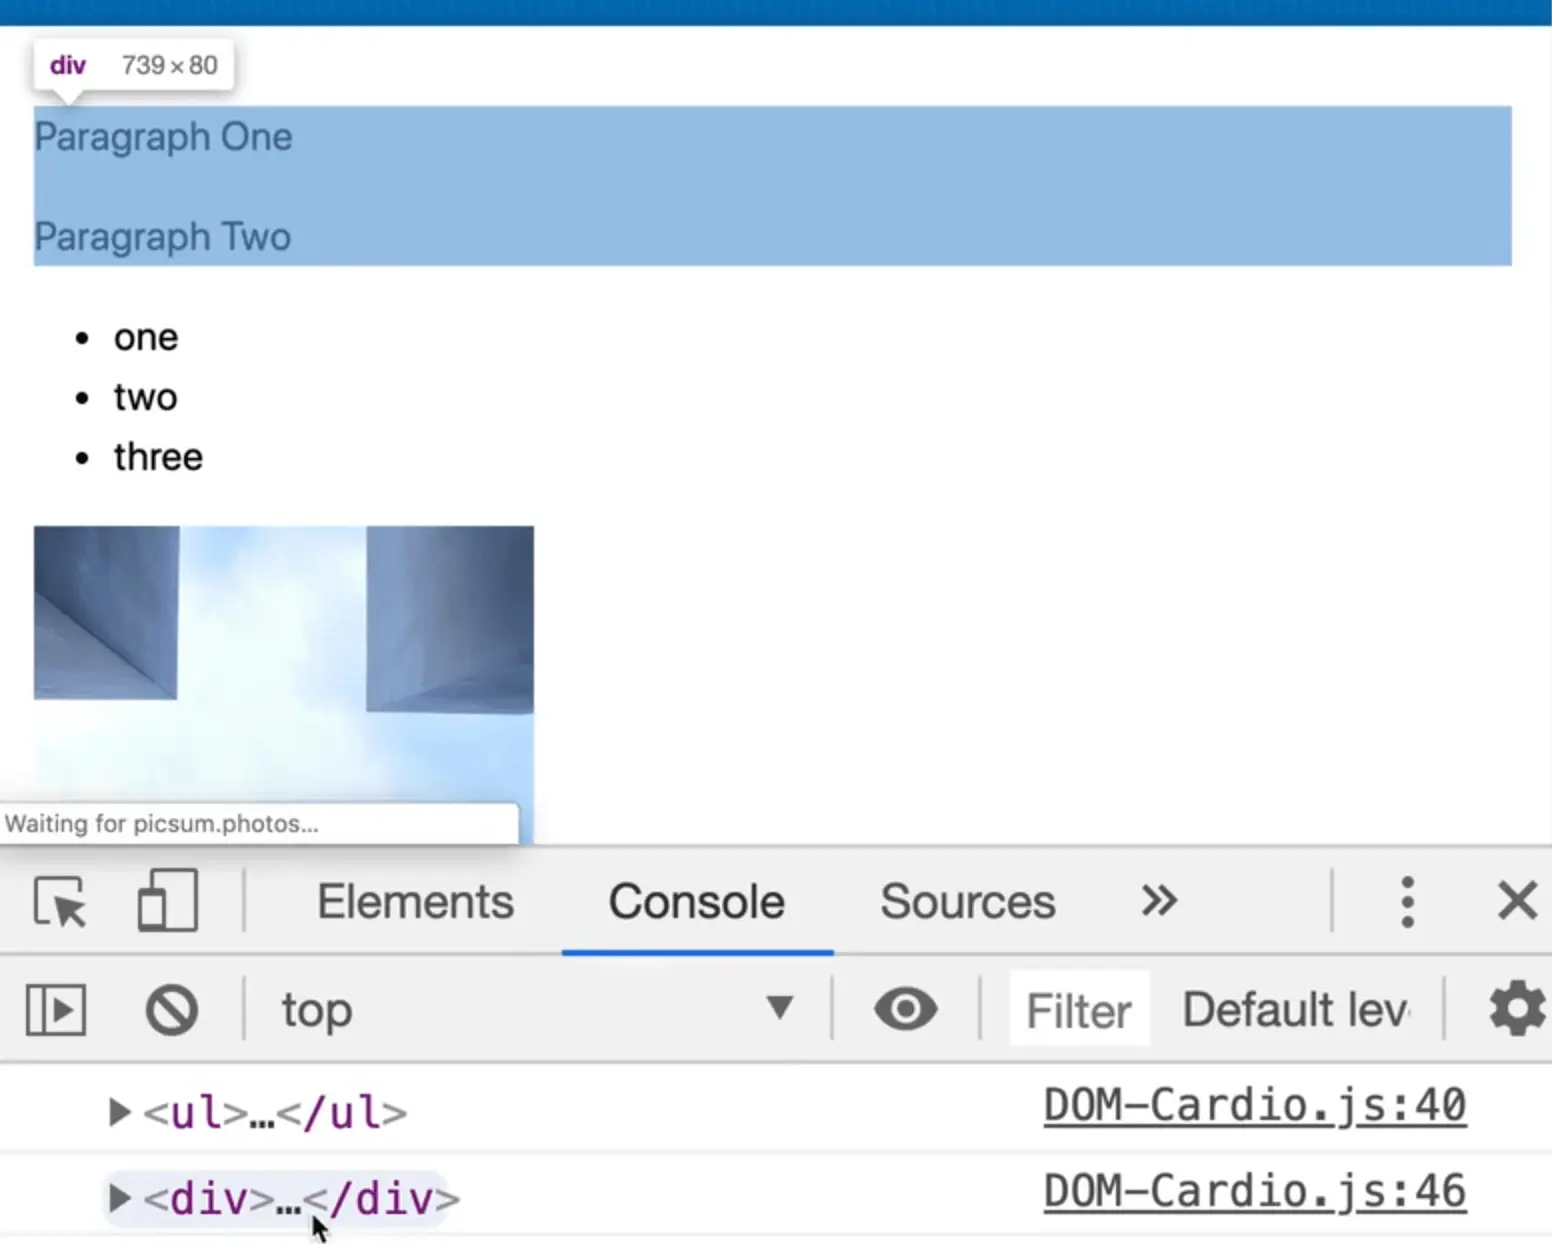 div 739 × 80
Paragraph One
Paragraph Two
• one
• two
• three
Waiting for picsum.photos...
Elements Console Sources »
top ▼ Filter Default lev
▶ <ul>…</ul> DOM-Cardio.js:40
▶ <div>…</div> DOM-Cardio.js:46